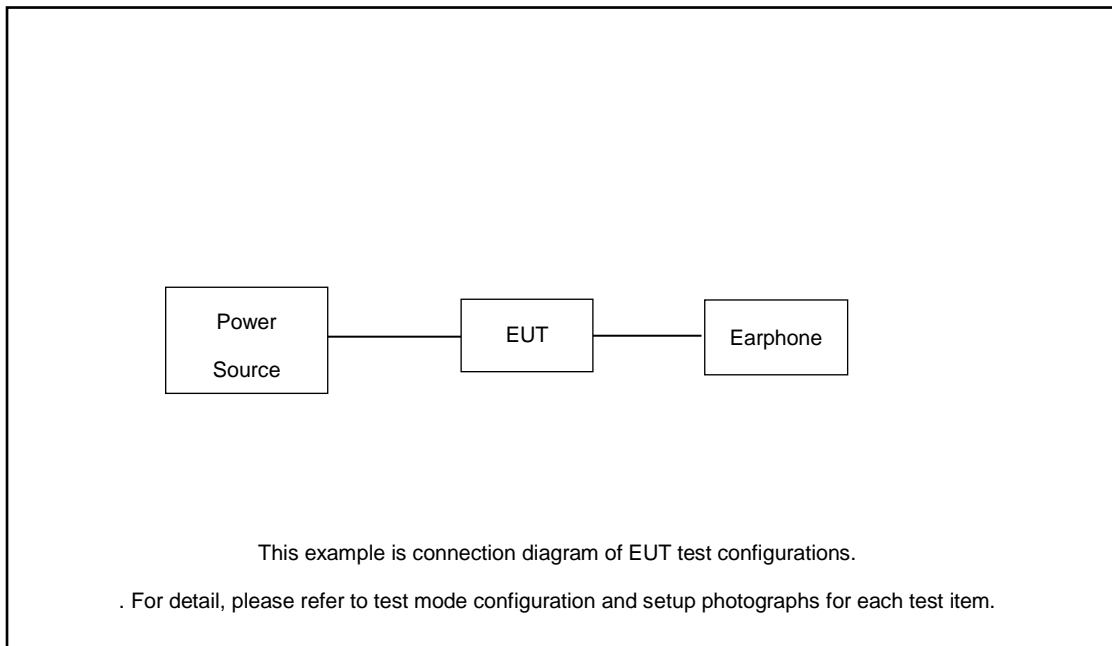 Power
Source
EUT
Earphone
This example is connection diagram of EUT test configurations.
. For detail, please refer to test mode configuration and setup photographs for each test item.